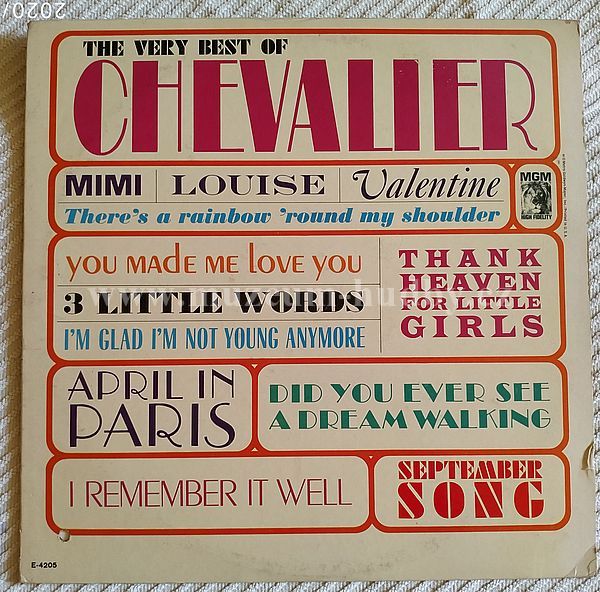 2020/
THE VERY BEST OF
CHEVALIER
MIMI LOUISE Valentine
There's a rainbow 'round my shoulder
MGM
HIGH FIDELITY
YOU MADE ME LOVE YOU
3 LITTLE WORDS
I'M GLAD I'M NOT YOUNG ANYMORE
THANK
HEAVEN
FOR LITTLE
GIRLS
APRIL IN
PARIS
DID YOU EVER SEE
A DREAM WALKING
I REMEMBER IT WELL
SEPTEMBER
SONG
E-4205